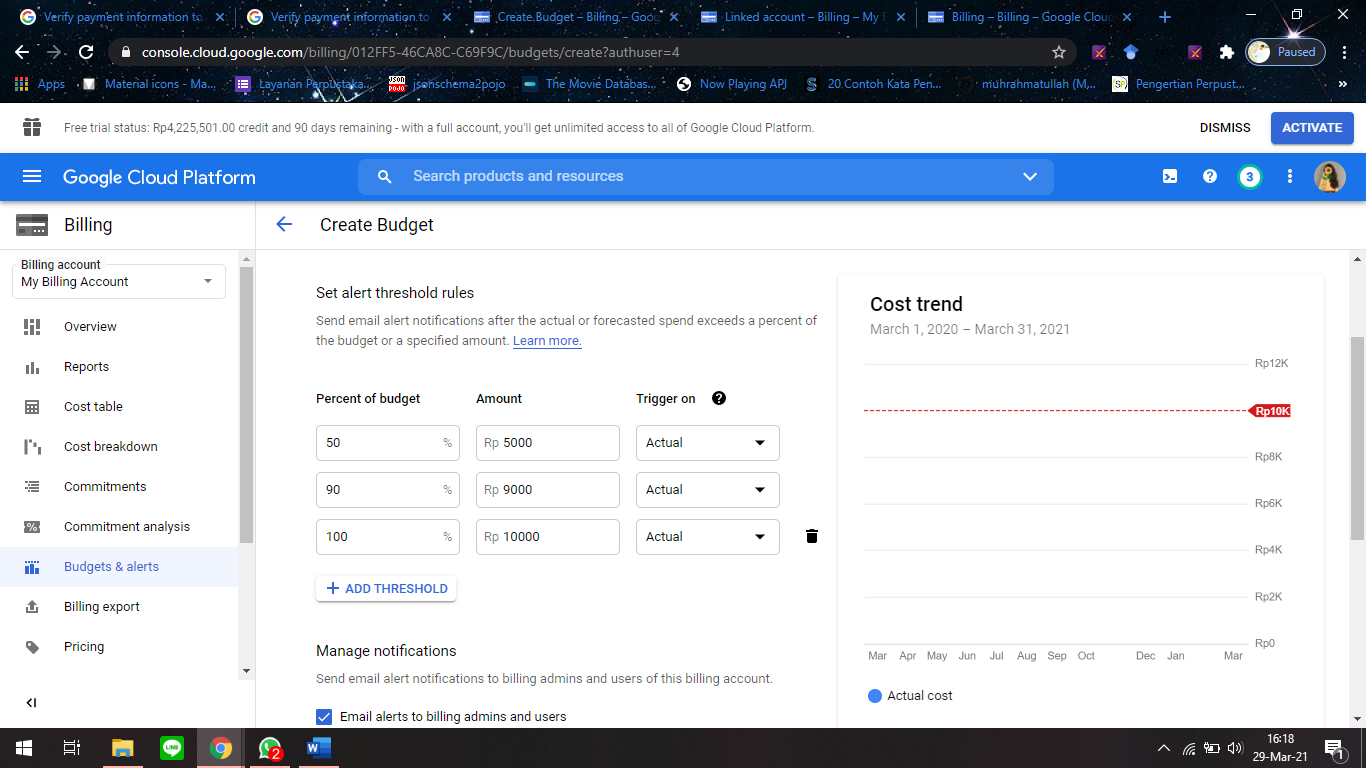 Verify payment information to
Verify payment information to
Create Budget – Billing – Goog
Linked account – Billing – My F
Billing – Billing – Google Cloud
console.cloud.google.com/billing/012FF5-46CA8C-C69F9C/budgets/create?authuser=4
Paused
Apps
Material icons - Ma...
Layanan Perpustaka...
JSON
POJO
jsonschema2pojo
The Movie Databas...
Now Playing API
20 Contoh Kata Pen...
muhrahmatullah (M...
Pengertian Perpust...
Free trial status: Rp4,225,501.00 credit and 90 days remaining - with a full account, you'll get unlimited access to all of Google Cloud Platform.
DISMISS
ACTIVATE
Google Cloud Platform
Search products and resources
3
Billing
Create Budget
Billing account
My Billing Account
Overview
Reports
Cost table
Cost breakdown
Commitments
Commitment analysis
Budgets & alerts
Billing export
Pricing
Set alert threshold rules
Send email alert notifications after the actual or forecasted spend exceeds a percent of
the budget or a specified amount. Learn more.
Percent of budget Amount Trigger on
50 % Rp 5000 Actual
90 % Rp 9000 Actual
100 % Rp 10000 Actual
ADD THRESHOLD
Manage notifications
Send email alert notifications to billing admins and users of this billing account.
Email alerts to billing admins and users
Cost trend
March 1, 2020 – March 31, 2021
Rp12K
Rp10K
Rp8K
Rp6K
Rp4K
Rp2K
Rp0
Mar Apr May Jun Jul Aug Sep Oct Dec Jan Mar
Actual cost
LINE
2
W
16:18
29-Mar-21
1